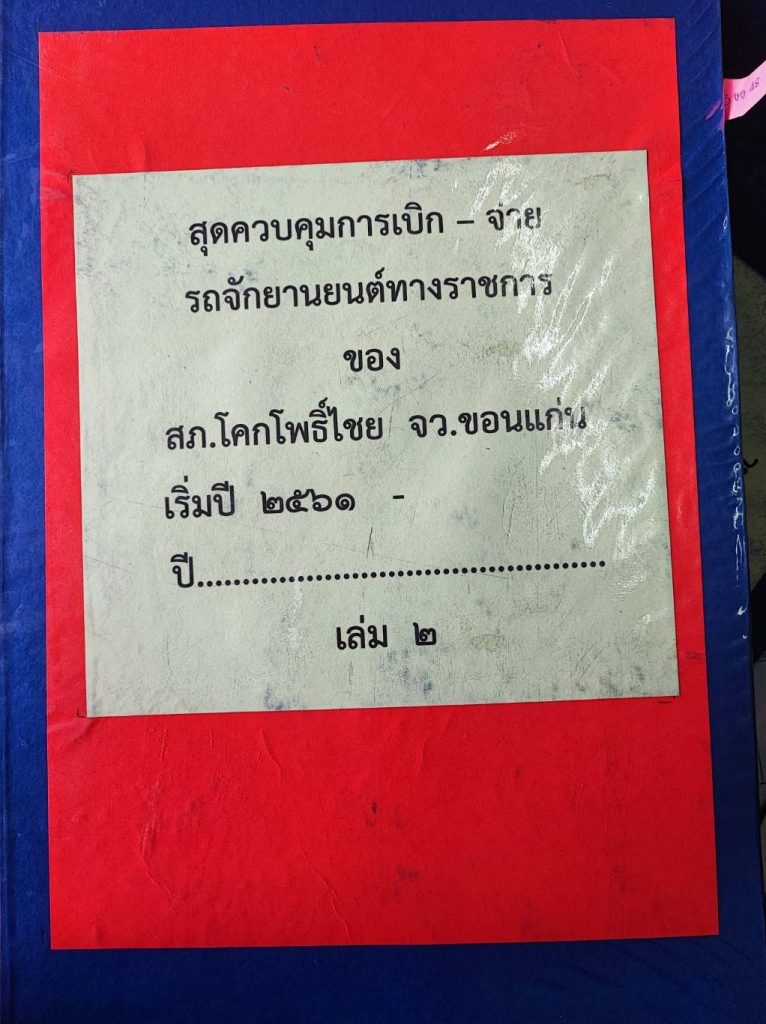 สุดควบคุมการเบิก – จ่าย
รถจักยานยนต์ทางราชการ
ของ
สภ.โคกโพธิ์ไชย จว.ขอนแก่น
เริ่มปี ๒๕๖๑ -
ปี.............................................
เล่ม ๒